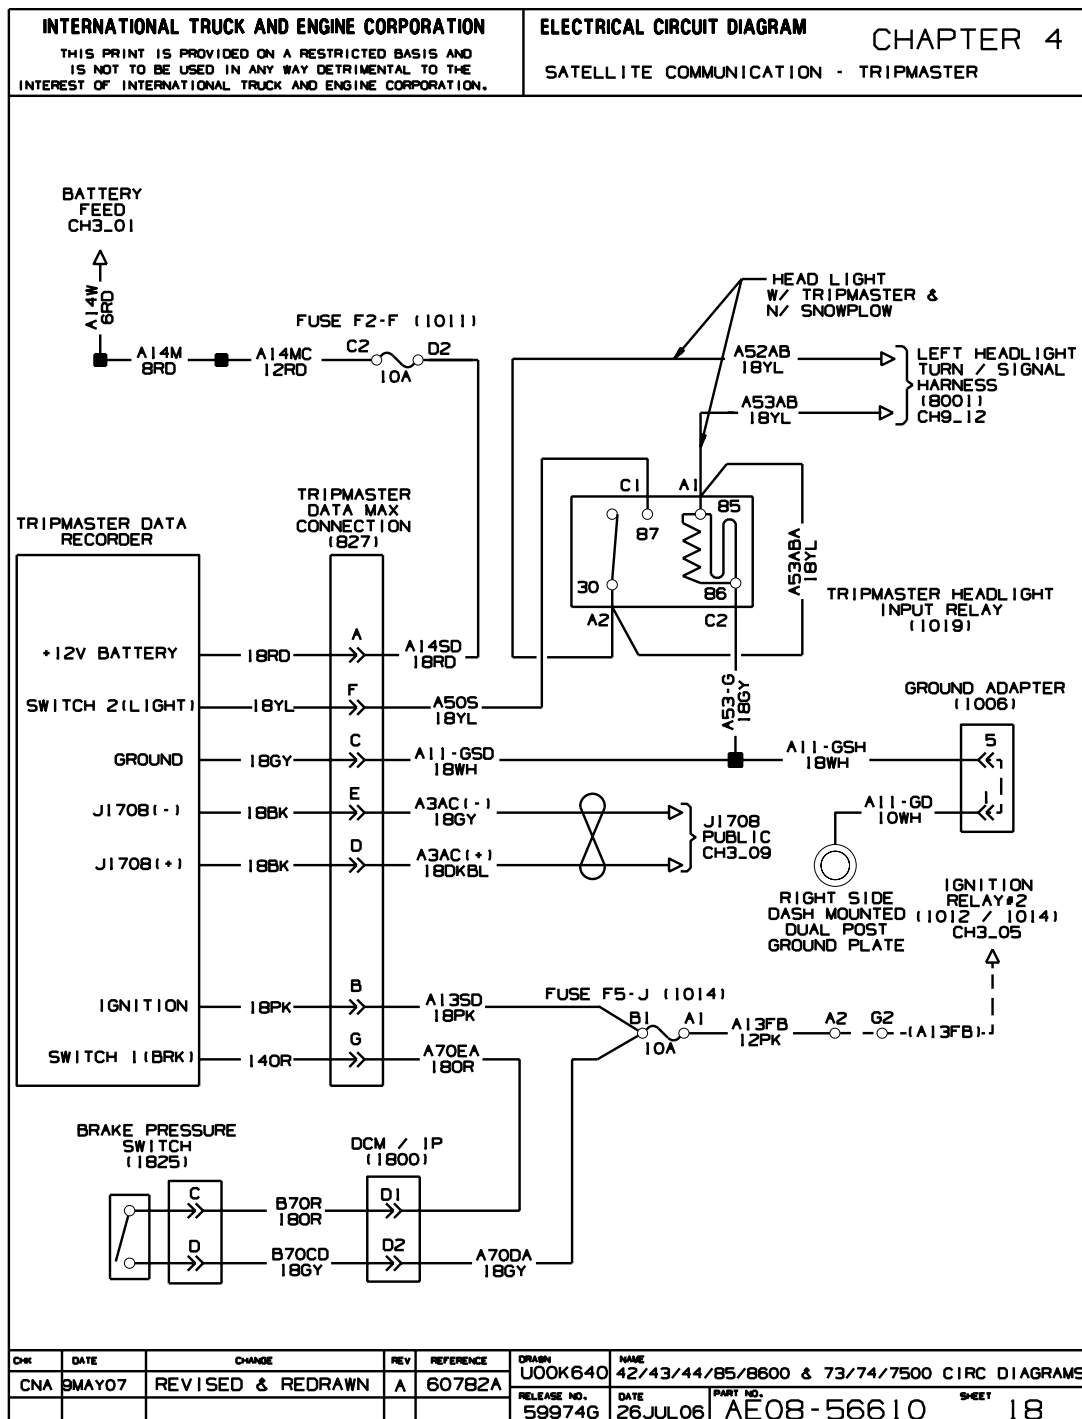 INTERNATIONAL TRUCK AND ENGINE CORPORATION
THIS PRINT IS PROVIDED ON A RESTRICTED BASIS AND
IS NOT TO BE USED IN ANY WAY DETRIMENTAL TO THE
INTEREST OF INTERNATIONAL TRUCK AND ENGINE CORPORATION.
ELECTRICAL CIRCUIT DIAGRAM
CHAPTER 4
SATELLITE COMMUNICATION - TRIPMASTER
BATTERY
FEED
CH3_01
A14W
6RD
A14M
8RD
A14MC
12RD
FUSE F2-F (1011)
C2
D2
10A
HEAD LIGHT
W/ TRIPMASTER &
N/ SNOWPLOW
A52AB
18YL
A53AB
18YL
LEFT HEADLIGHT
TURN / SIGNAL
HARNESS
(8001)
CH9_12
C1
A1
85
87
30
86
A2
C2
A53ABA
18YL
TRIPMASTER HEADLIGHT
INPUT RELAY
(1019)
TRIPMASTER DATA
RECORDER
TRIPMASTER
DATA MAX
CONNECTION
(827)
+12V BATTERY
18RD
A
A14SD
18RD
SWITCH 2(LIGHT)
18YL
F
A50S
18YL
A53-G
18GY
GROUND
18GY
C
A11-GSD
18WH
A11-GSH
18WH
GROUND ADAPTER
(1006)
5
1
A11-GD
10WH
J1708(-)
18BK
E
A3AC(-)
18GY
J1708(+)
18BK
D
A3AC(+)
18DKBL
J1708
PUBLIC
CH3_09
RIGHT SIDE
DASH MOUNTED
DUAL POST
GROUND PLATE
IGNITION
RELAY#2
(1012 / 1014)
CH3_05
IGNITION
18PK
B
A13SD
18PK
FUSE F5-J (1014)
B1
A1
10A
A13FB
12PK
A2
G2
(A13FB)
SWITCH 1(BRK)
14OR
G
A70EA
18OR
BRAKE PRESSURE
SWITCH
(1825)
DCM / IP
(1800)
C
B70R
18OR
D1
D
B70CD
18GY
D2
A70DA
18GY
CHK DATE CHANGE REV REFERENCE
CNA 9MAY07 REVISED & REDRAWN A 60782A
DRAWN
U00K640
NAME
42/43/44/85/8600 & 73/74/7500 CIRC DIAGRAMS
RELEASE NO.
59974G
DATE
26JUL06
PART NO.
AE08-56610
SHEET
18